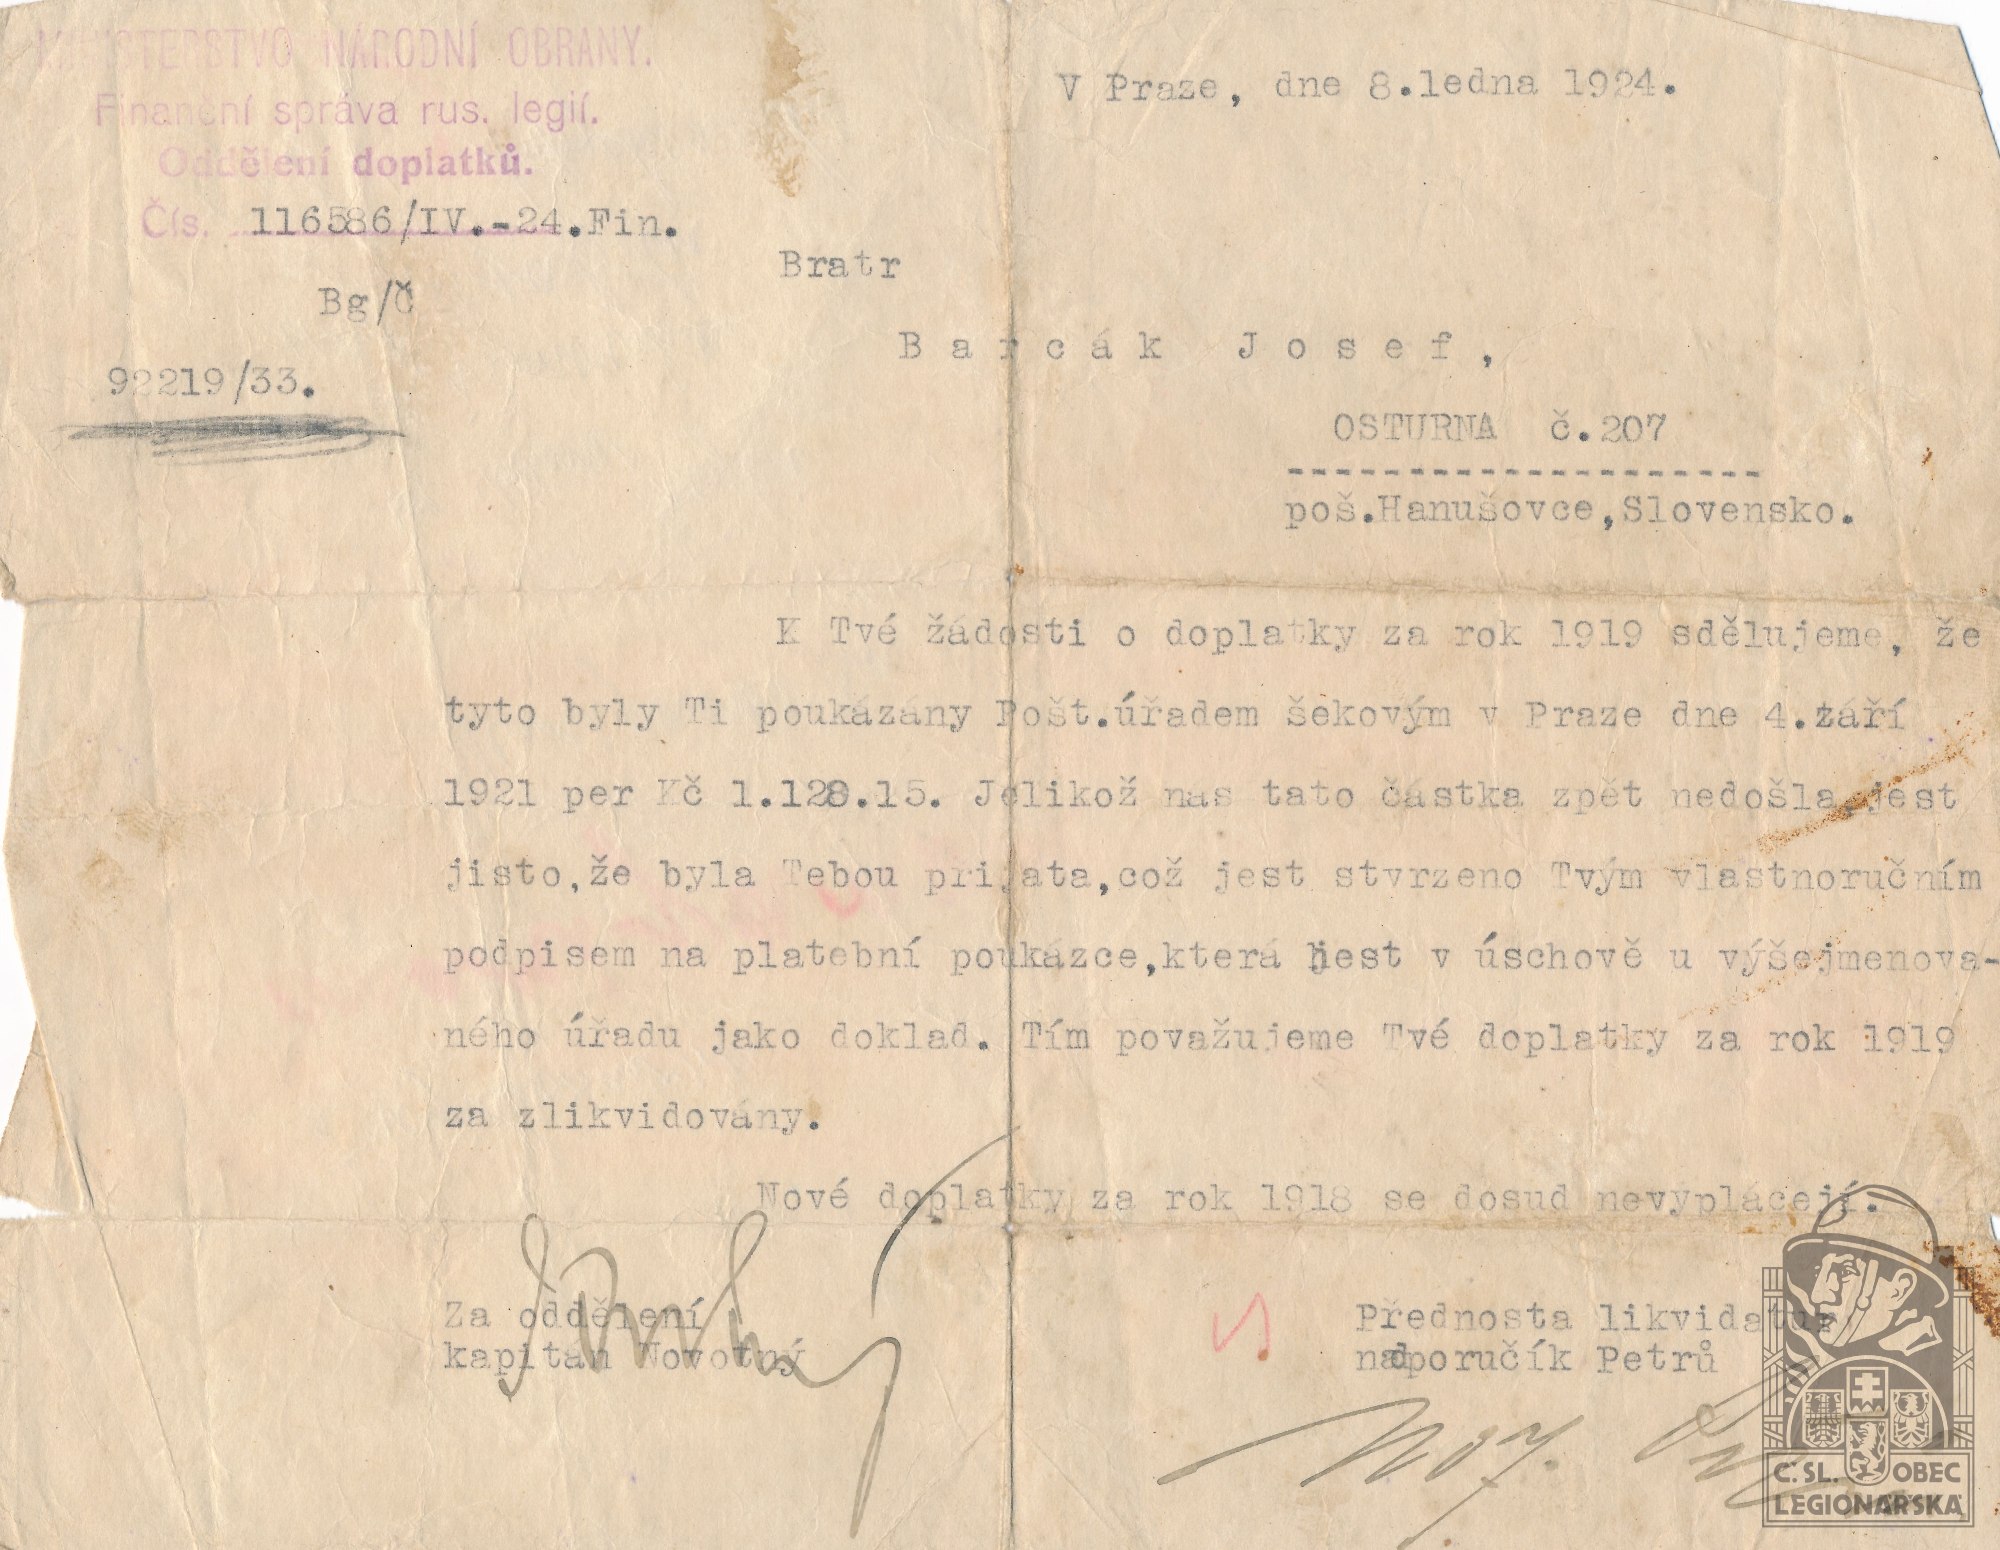 MINISTERSTVO NÁRODNÍ OBRANY.
Finanční správa rus. legií.
Oddělení doplatků.
Čís. 116586/IV.-24.Fin.
V Praze, dne 8.ledna 1924.
Bg/Č
92219/33.
Bratr
Barcák Josef,
OSTURNA č.207
poš.Hanušovce,Slovensko.
K Tvé žádosti o doplatky za rok 1919 sdělujeme, že
tyto byly Ti poukázány Pošt.úřadem šekovým v Praze dne 4.září
1921 per Kč 1.128.15. Jelikož nas tato částka zpět nedošla,jest
jisto,že byla Tebou prijata,což jest stvrzeno Tvým vlastnoručním
podpisem na platební poukázce,která jest v úschově u výšejmenova-
ného úřadu jako doklad. Tím považujeme Tvé doplatky za rok 1919
za zlikvidovány.
Nové doplatky za rok 1918 se dosud nevyplácejí.
Za oddělení
kapitán Novotný
Přednosta likvidatur
nadporučík Petrů
Č.SL. OBEC
LEGIONÁŘSKÁ